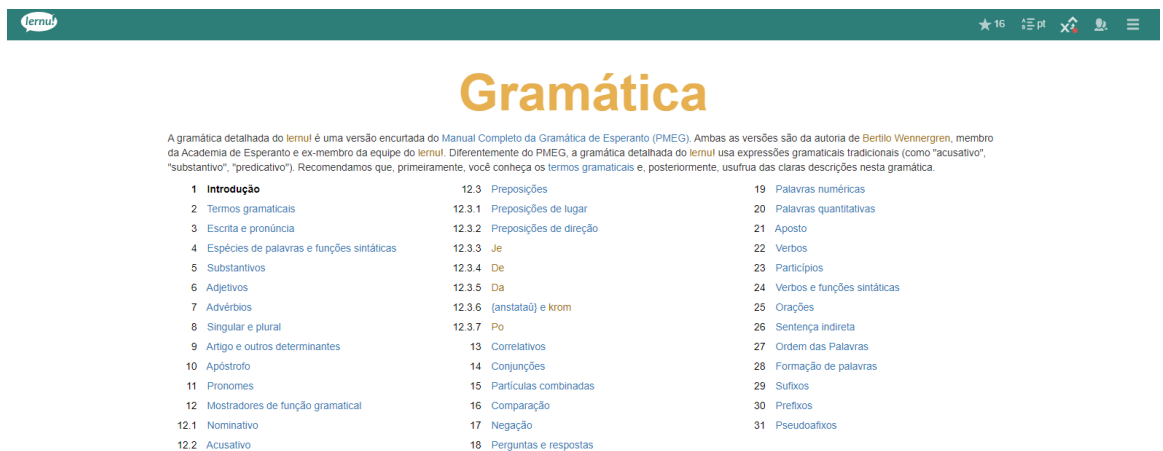 lernu!
16
pt
Gramática
A gramática detalhada do lernu! é uma versão encurtada do Manual Completo da Gramática de Esperanto (PMEG). Ambas as versões são da autoria de Bertilo Wennergren, membro
da Academia de Esperanto e ex-membro da equipe do lernu!. Diferentemente do PMEG, a gramática detalhada do lernu! usa expressões gramaticais tradicionais (como "acusativo",
"substantivo", "predicativo"). Recomendamos que, primeiramente, você conheça os termos gramaticais e, posteriormente, usufrua das claras descrições nesta gramática.
1 Introdução
2 Termos gramaticais
3 Escrita e pronúncia
4 Espécies de palavras e funções sintáticas
5 Substantivos
6 Adjetivos
7 Advérbios
8 Singular e plural
9 Artigo e outros determinantes
10 Apóstrofo
11 Pronomes
12 Mostradores de função gramatical
12.1 Nominativo
12.2 Acusativo
12.3 Preposições
12.3.1 Preposições de lugar
12.3.2 Preposições de direção
12.3.3 Je
12.3.4 De
12.3.5 Da
12.3.6 {anstataŭ} e krom
12.3.7 Po
13 Correlativos
14 Conjunções
15 Partículas combinadas
16 Comparação
17 Negação
18 Perguntas e respostas
19 Palavras numéricas
20 Palavras quantitativas
21 Aposto
22 Verbos
23 Particípios
24 Verbos e funções sintáticas
25 Orações
26 Sentença indireta
27 Ordem das Palavras
28 Formação de palavras
29 Sufixos
30 Prefixos
31 Pseudoafixos